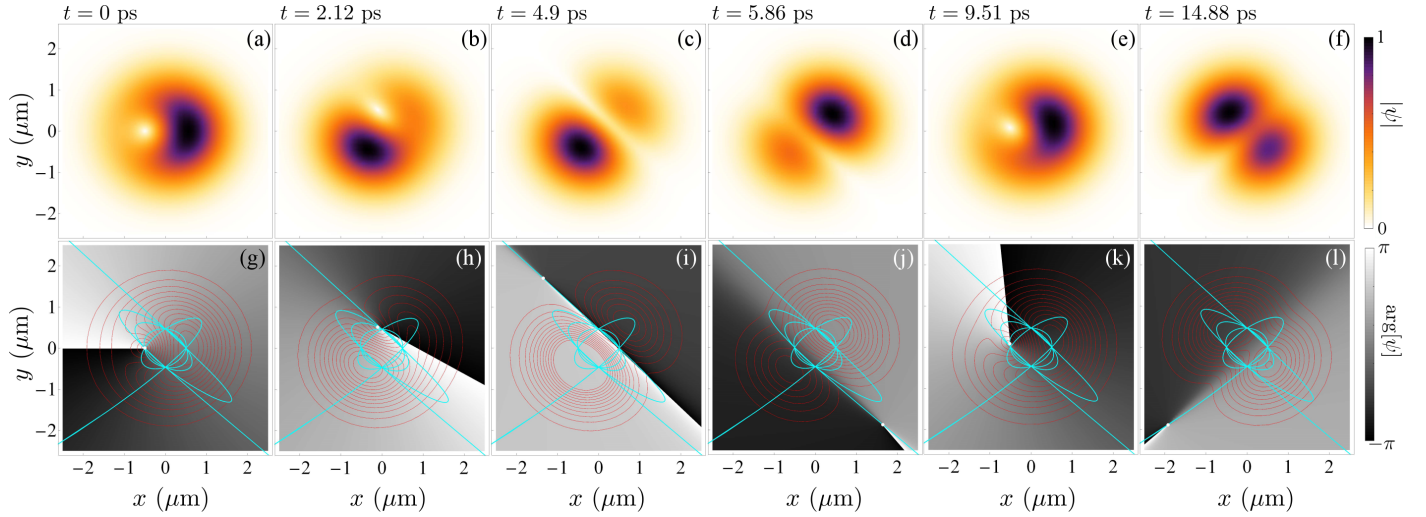 t = 0 ps t = 2.12 ps t = 4.9 ps t = 5.86 ps t = 9.51 ps t = 14.88 ps
(a) (b) (c) (d) (e) (f)
y (μm)
2
1
0
−1
−2
1
|ψ|
0
(g) (h) (i) (j) (k) (l)
y (μm)
2
1
0
−1
−2
π
arg[ψ]
−π
−2 −1 0 1 2 −2 −1 0 1 2 −2 −1 0 1 2 −2 −1 0 1 2 −2 −1 0 1 2 −2 −1 0 1 2
x (μm) x (μm) x (μm) x (μm) x (μm) x (μm)